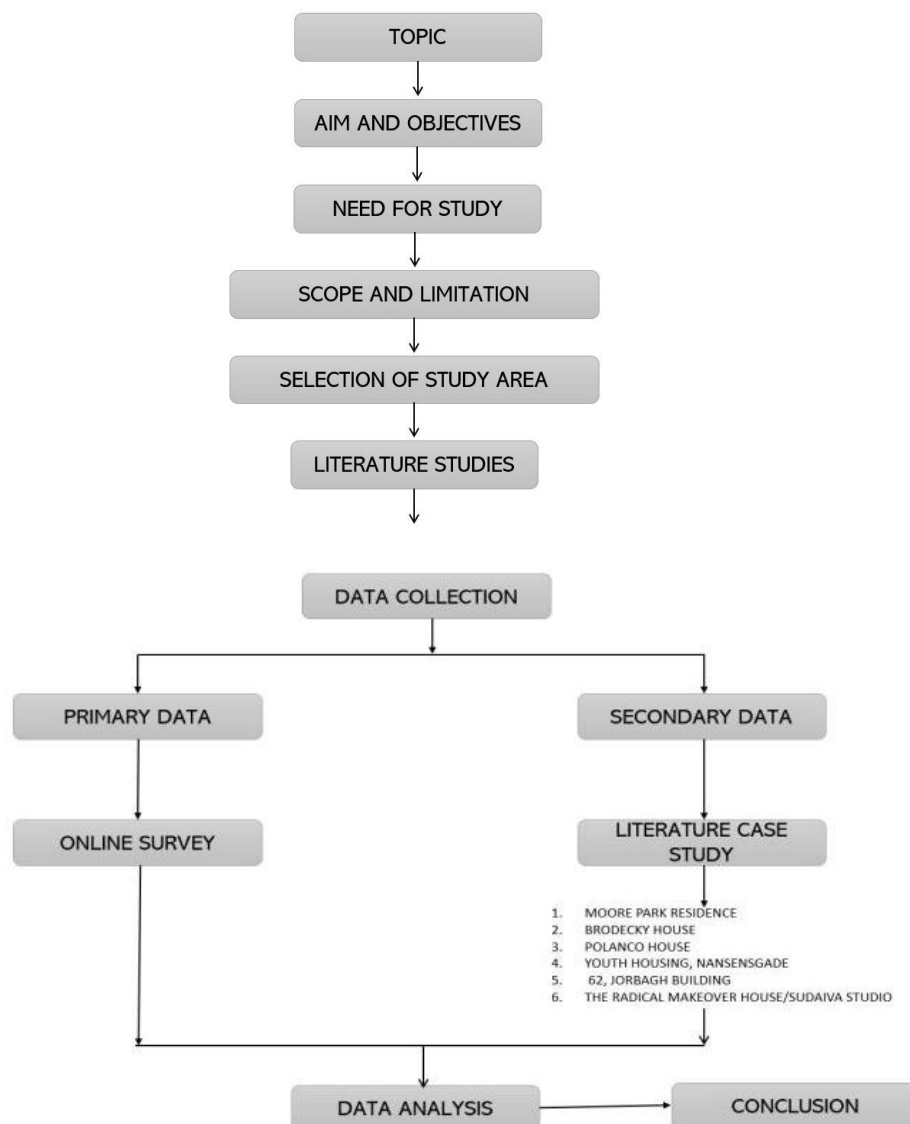 TOPIC
AIM AND OBJECTIVES
NEED FOR STUDY
SCOPE AND LIMITATION
SELECTION OF STUDY AREA
LITERATURE STUDIES
DATA COLLECTION
PRIMARY DATA
SECONDARY DATA
ONLINE SURVEY
LITERATURE CASE
STUDY
1. MOORE PARK RESIDENCE
2. BRODECKY HOUSE
3. POLANCO HOUSE
4. YOUTH HOUSING, NANSENSGADE
5. 62, JORBAGH BUILDING
6. THE RADICAL MAKEOVER HOUSE/SUDAIVA STUDIO
DATA ANALYSIS
CONCLUSION